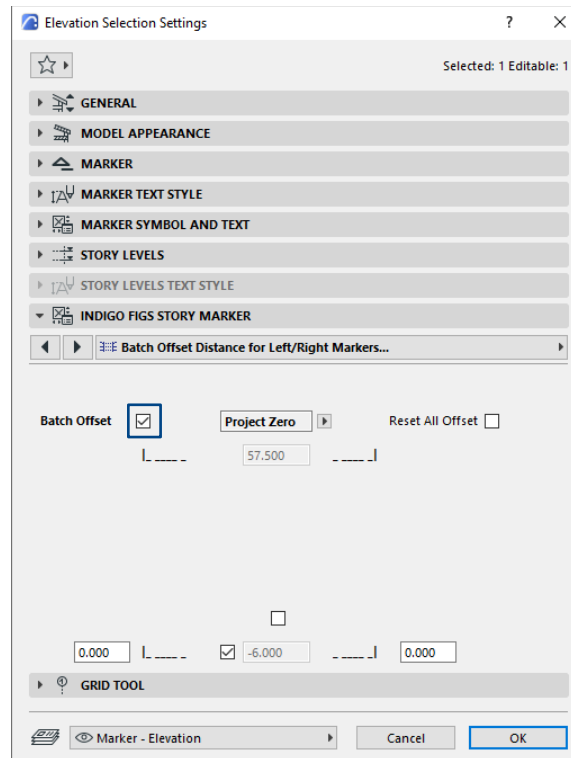 Elevation Selection Settings
Selected: 1 Editable: 1
GENERAL
MODEL APPEARANCE
MARKER
MARKER TEXT STYLE
MARKER SYMBOL AND TEXT
STORY LEVELS
STORY LEVELS TEXT STYLE
INDIGO FIGS STORY MARKER
Batch Offset Distance for Left/Right Markers...
Batch Offset Project Zero Reset All Offset
57.500
0.000 -6.000 0.000
GRID TOOL
Marker - Elevation Cancel OK